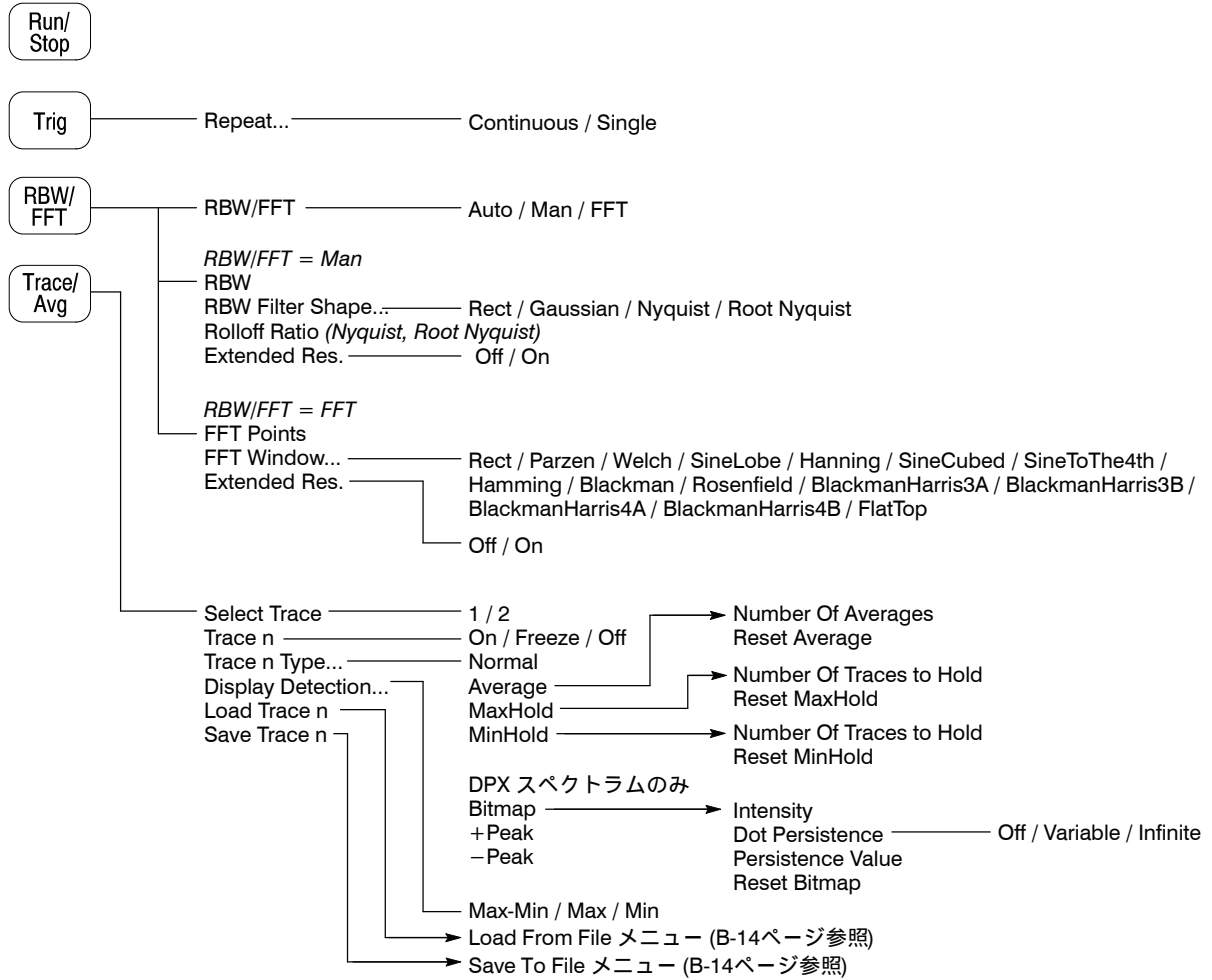 Run/
Stop
Trig
Repeat...
Continuous / Single
RBW/
FFT
RBW/FFT
Auto / Man / FFT
RBW/FFT = Man
RBW
RBW Filter Shape...
Rect / Gaussian / Nyquist / Root Nyquist
Rolloff Ratio (Nyquist, Root Nyquist)
Extended Res.
Off / On
RBW/FFT = FFT
FFT Points
FFT Window...
Rect / Parzen / Welch / SineLobe / Hanning / SineCubed / SineToThe4th /
Hamming / Blackman / Rosenfield / BlackmanHarris3A / BlackmanHarris3B /
BlackmanHarris4A / BlackmanHarris4B / FlatTop
Extended Res.
Off / On
Trace/
Avg
Select Trace
1 / 2
Trace n
On / Freeze / Off
Trace n Type...
Normal
Average
Number Of Averages
Reset Average
MaxHold
Number Of Traces to Hold
Reset MaxHold
MinHold
Number Of Traces to Hold
Reset MinHold
DPX スペクトラムのみ
Bitmap
Intensity
Dot Persistence
Off / Variable / Infinite
Persistence Value
Reset Bitmap
+Peak
−Peak
Display Detection...
Max-Min / Max / Min
Load Trace n
Load From File メニュー (B-14ページ参照)
Save Trace n
Save To File メニュー (B-14ページ参照)